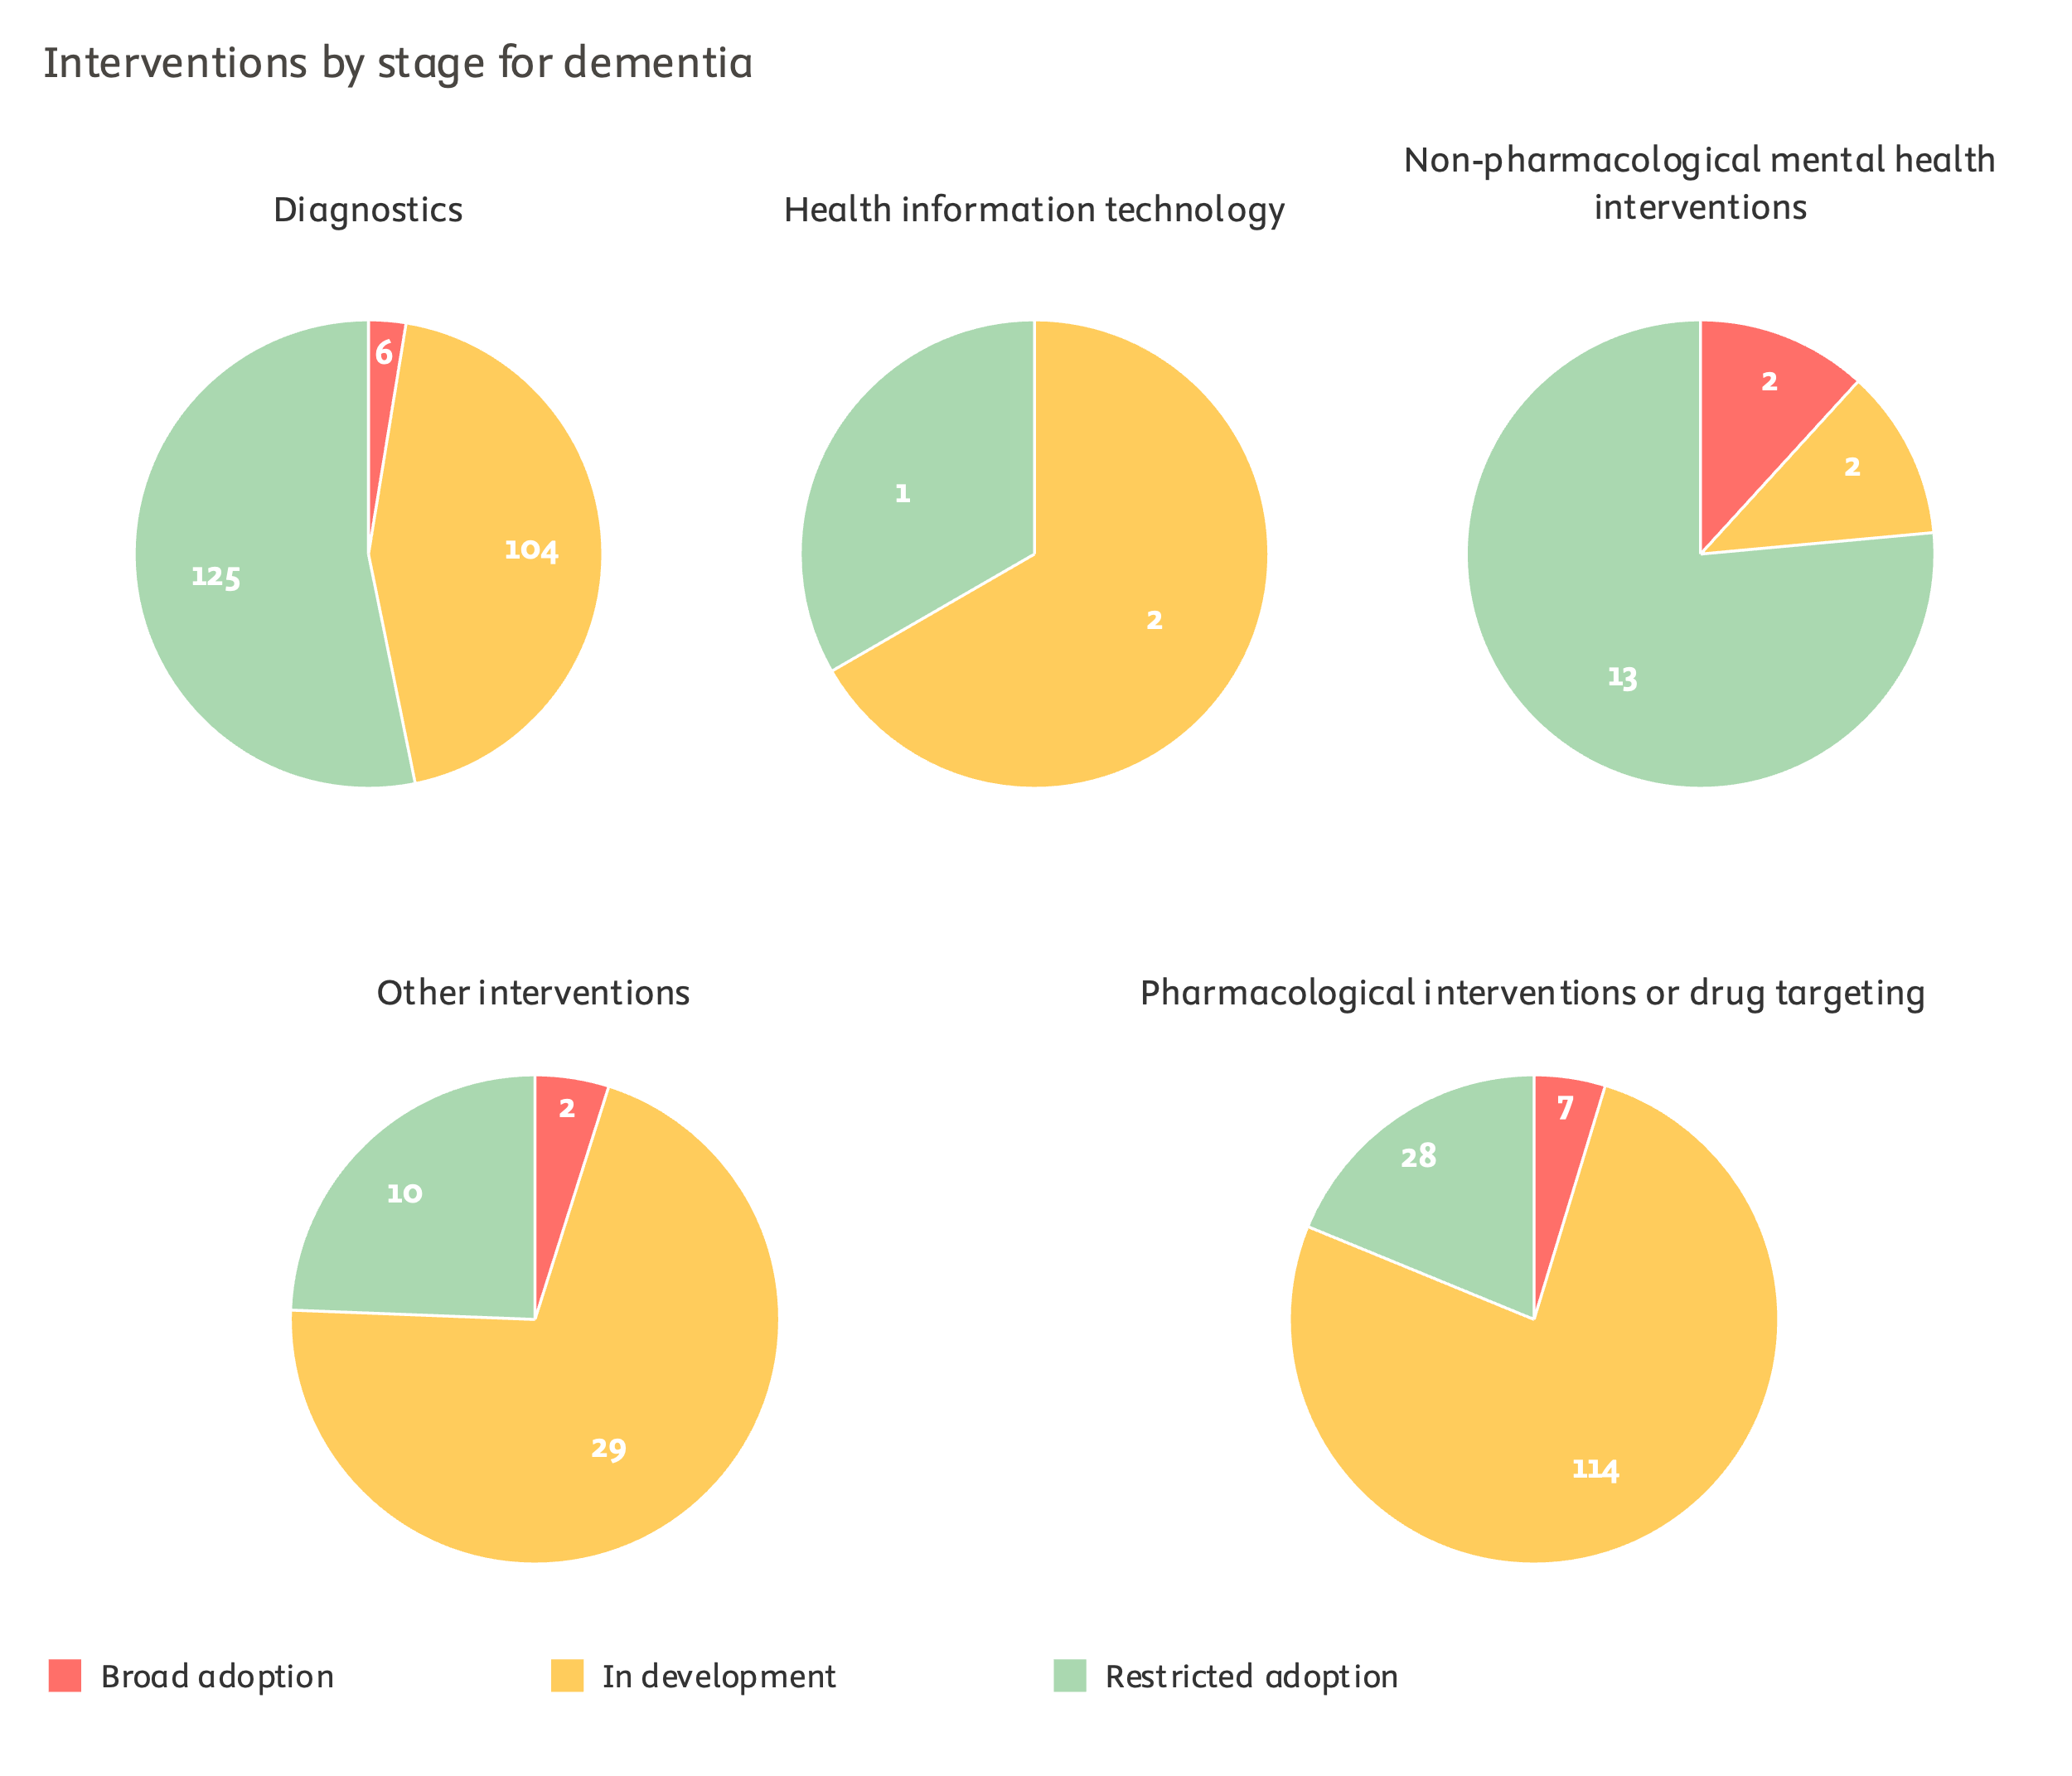 Interventions by stage for dementia
Diagnostics
Health information technology
Non-pharmacological mental health
interventions
6
104
125
1
2
2
2
13
Other interventions
Pharmacological interventions or drug targeting
2
10
29
7
28
114
Broad adoption
In development
Restricted adoption